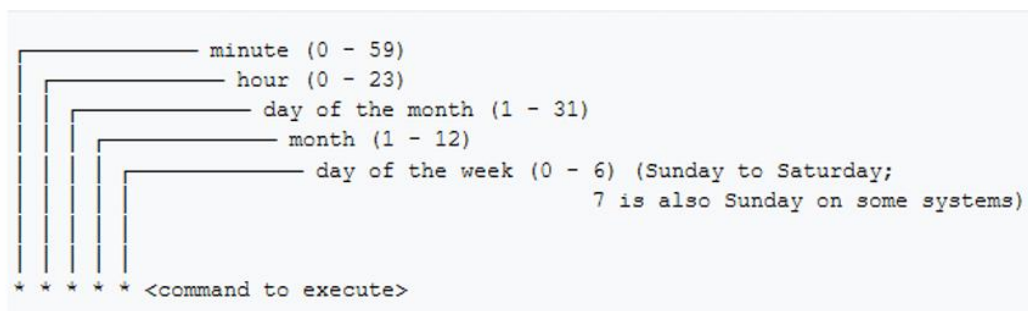 minute (0 - 59)
hour (0 - 23)
day of the month (1 - 31)
month (1 - 12)
day of the week (0 - 6) (Sunday to Saturday;
7 is also Sunday on some systems)
* * * * * <command to execute>